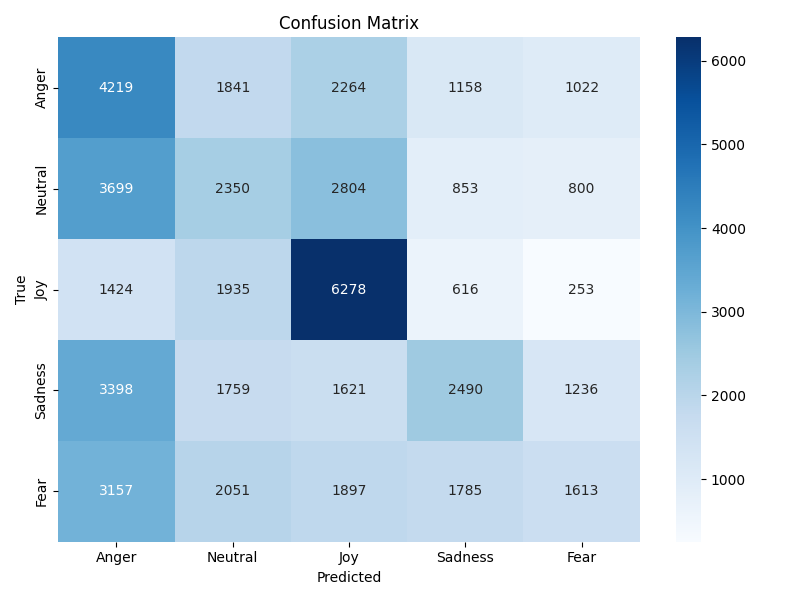 Confusion Matrix
True
Anger 4219 1841 2264 1158 1022
Neutral 3699 2350 2804 853 800
Joy 1424 1935 6278 616 253
Sadness 3398 1759 1621 2490 1236
Fear 3157 2051 1897 1785 1613
Anger Neutral Joy Sadness Fear
Predicted
6000
5000
4000
3000
2000
1000